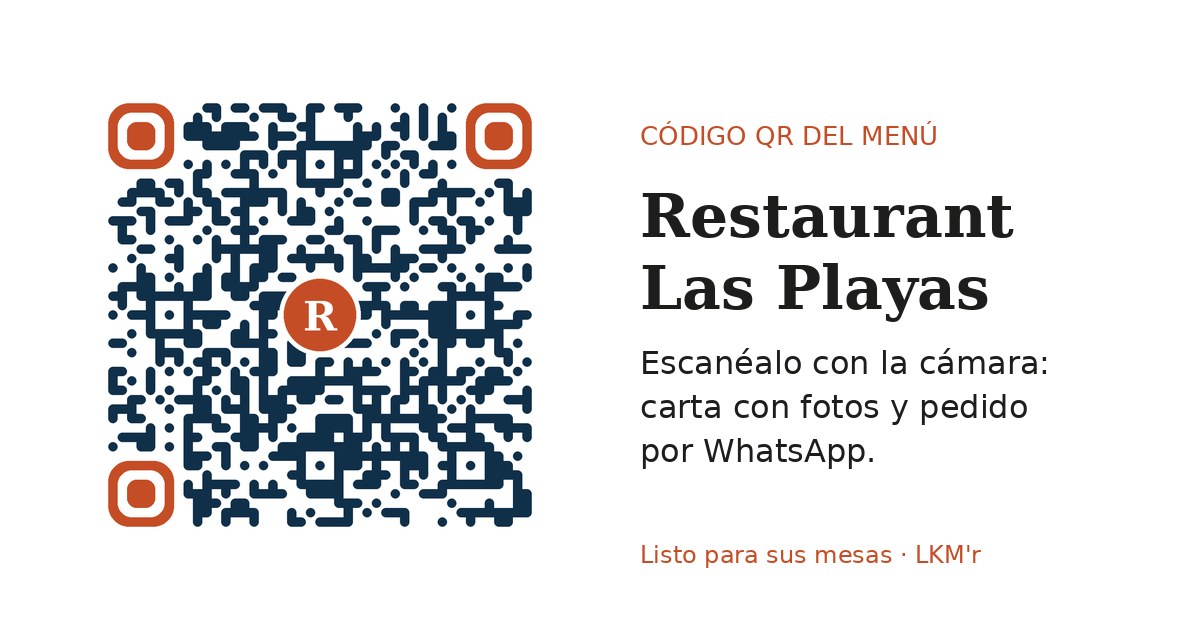 R
CÓDIGO QR DEL MENÚ
Restaurant
Las Playas
Escanéalo con la cámara:
carta con fotos y pedido
por WhatsApp.
Listo para sus mesas · LKM'r